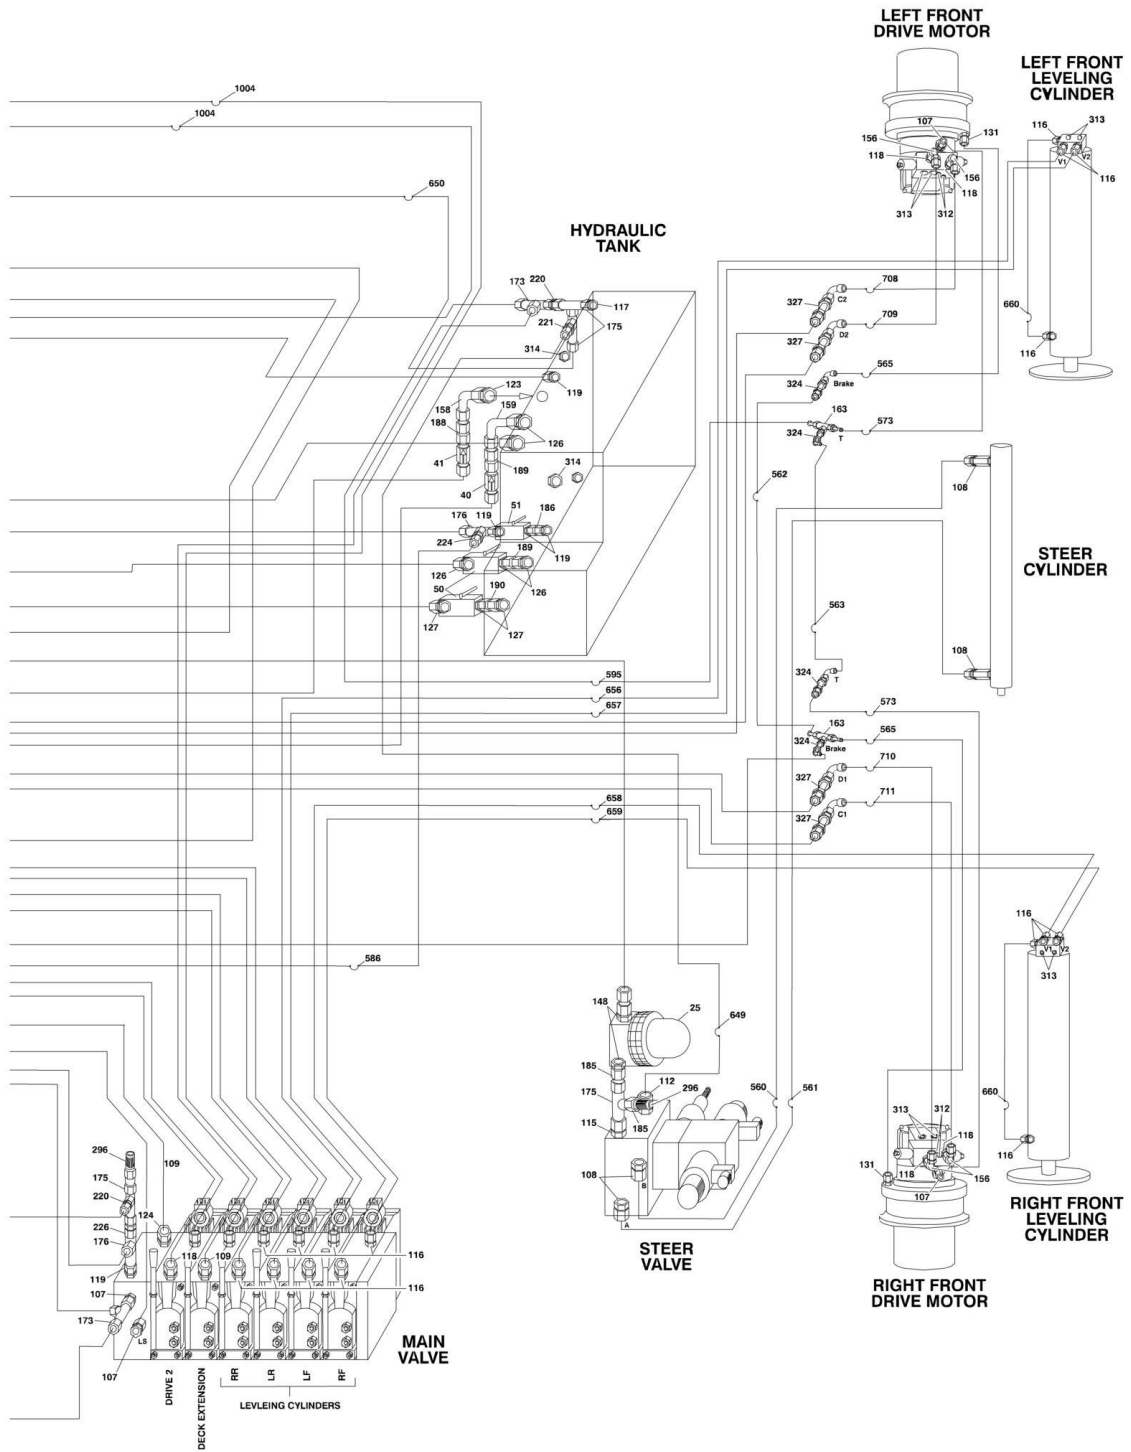 LEFT FRONT
DRIVE MOTOR
LEFT FRONT
LEVELING
CYLINDER
1004
1004
107
131
116
313
156
118
V1
V2
156
116
118
650
313
312
HYDRAULIC
TANK
173
220
117
708
327
C2
660
221
175
709
314
327
D2
116
123
119
565
324
Brake
158
159
163
188
573
324
T
126
41
189
562
314
108
40
51
176
119
186
224
119
STEER
CYLINDER
189
126
50
190
126
127
127
563
108
595
324
T
656
573
657
163
565
324
Brake
710
327
D1
658
711
659
327
C1
116
V1
V2
586
313
148
25
649
185
112
296
560
561
660
175
313
312
118
115
185
116
296
109
131
118
156
107
175
108
B
RIGHT FRONT
LEVELING
CYLINDER
220
124
226
A
176
118
109
116
STEER
VALVE
119
116
RIGHT FRONT
DRIVE MOTOR
107
173
LS
MAIN
VALVE
107
DRIVE 2
DECK EXTENSION
RR
LR
LF
RF
LEVLEING CYLINDERS